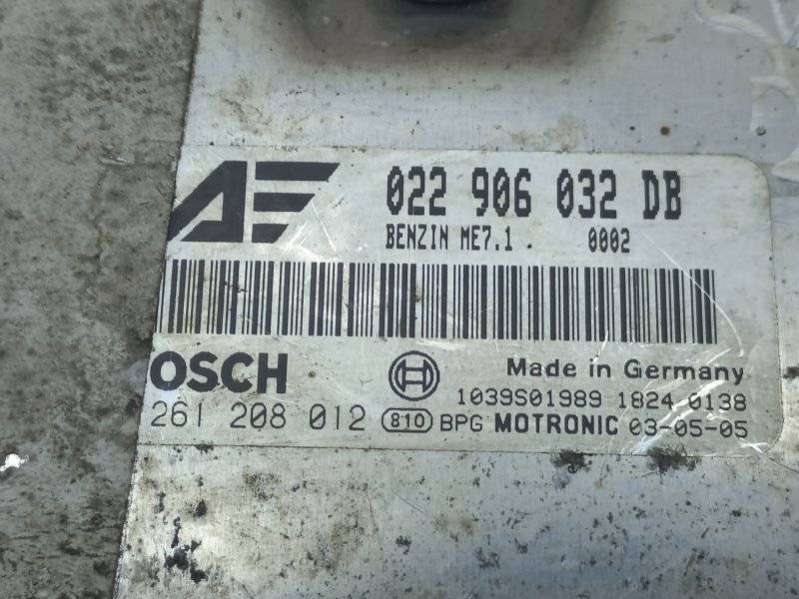 AE 022 906 032 DB
BENZIN ME7.1 . 0002
OSCH Made in Germany
1039S01989 1824 0138
261 208 012 810 BPG MOTRONIC 03-05-05